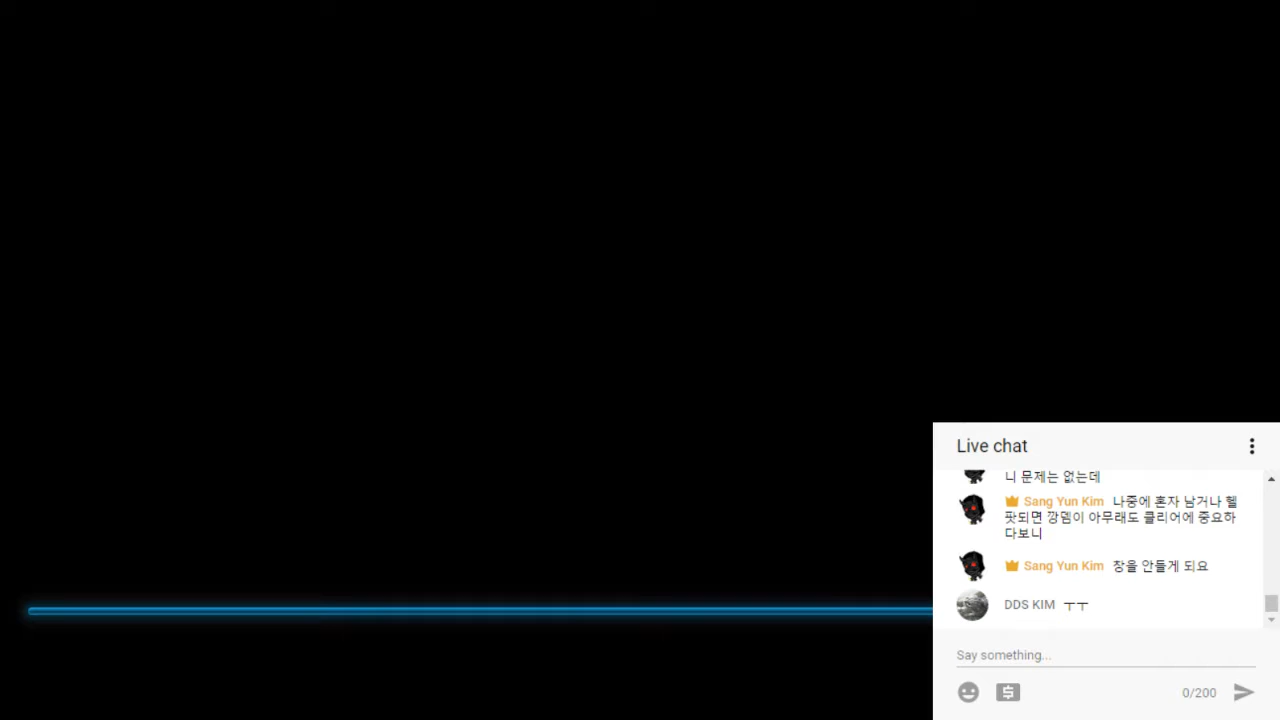 Live chat
니 문제는 없는데
Sang Yun Kim 나중에 혼자 남거나 헬
팟되면 깡뎀이 아무래도 클리어에 중요하
다보니
Sang Yun Kim 창을 안들게 되요
DDS KIM ㅜㅜ
Say something...
0/200